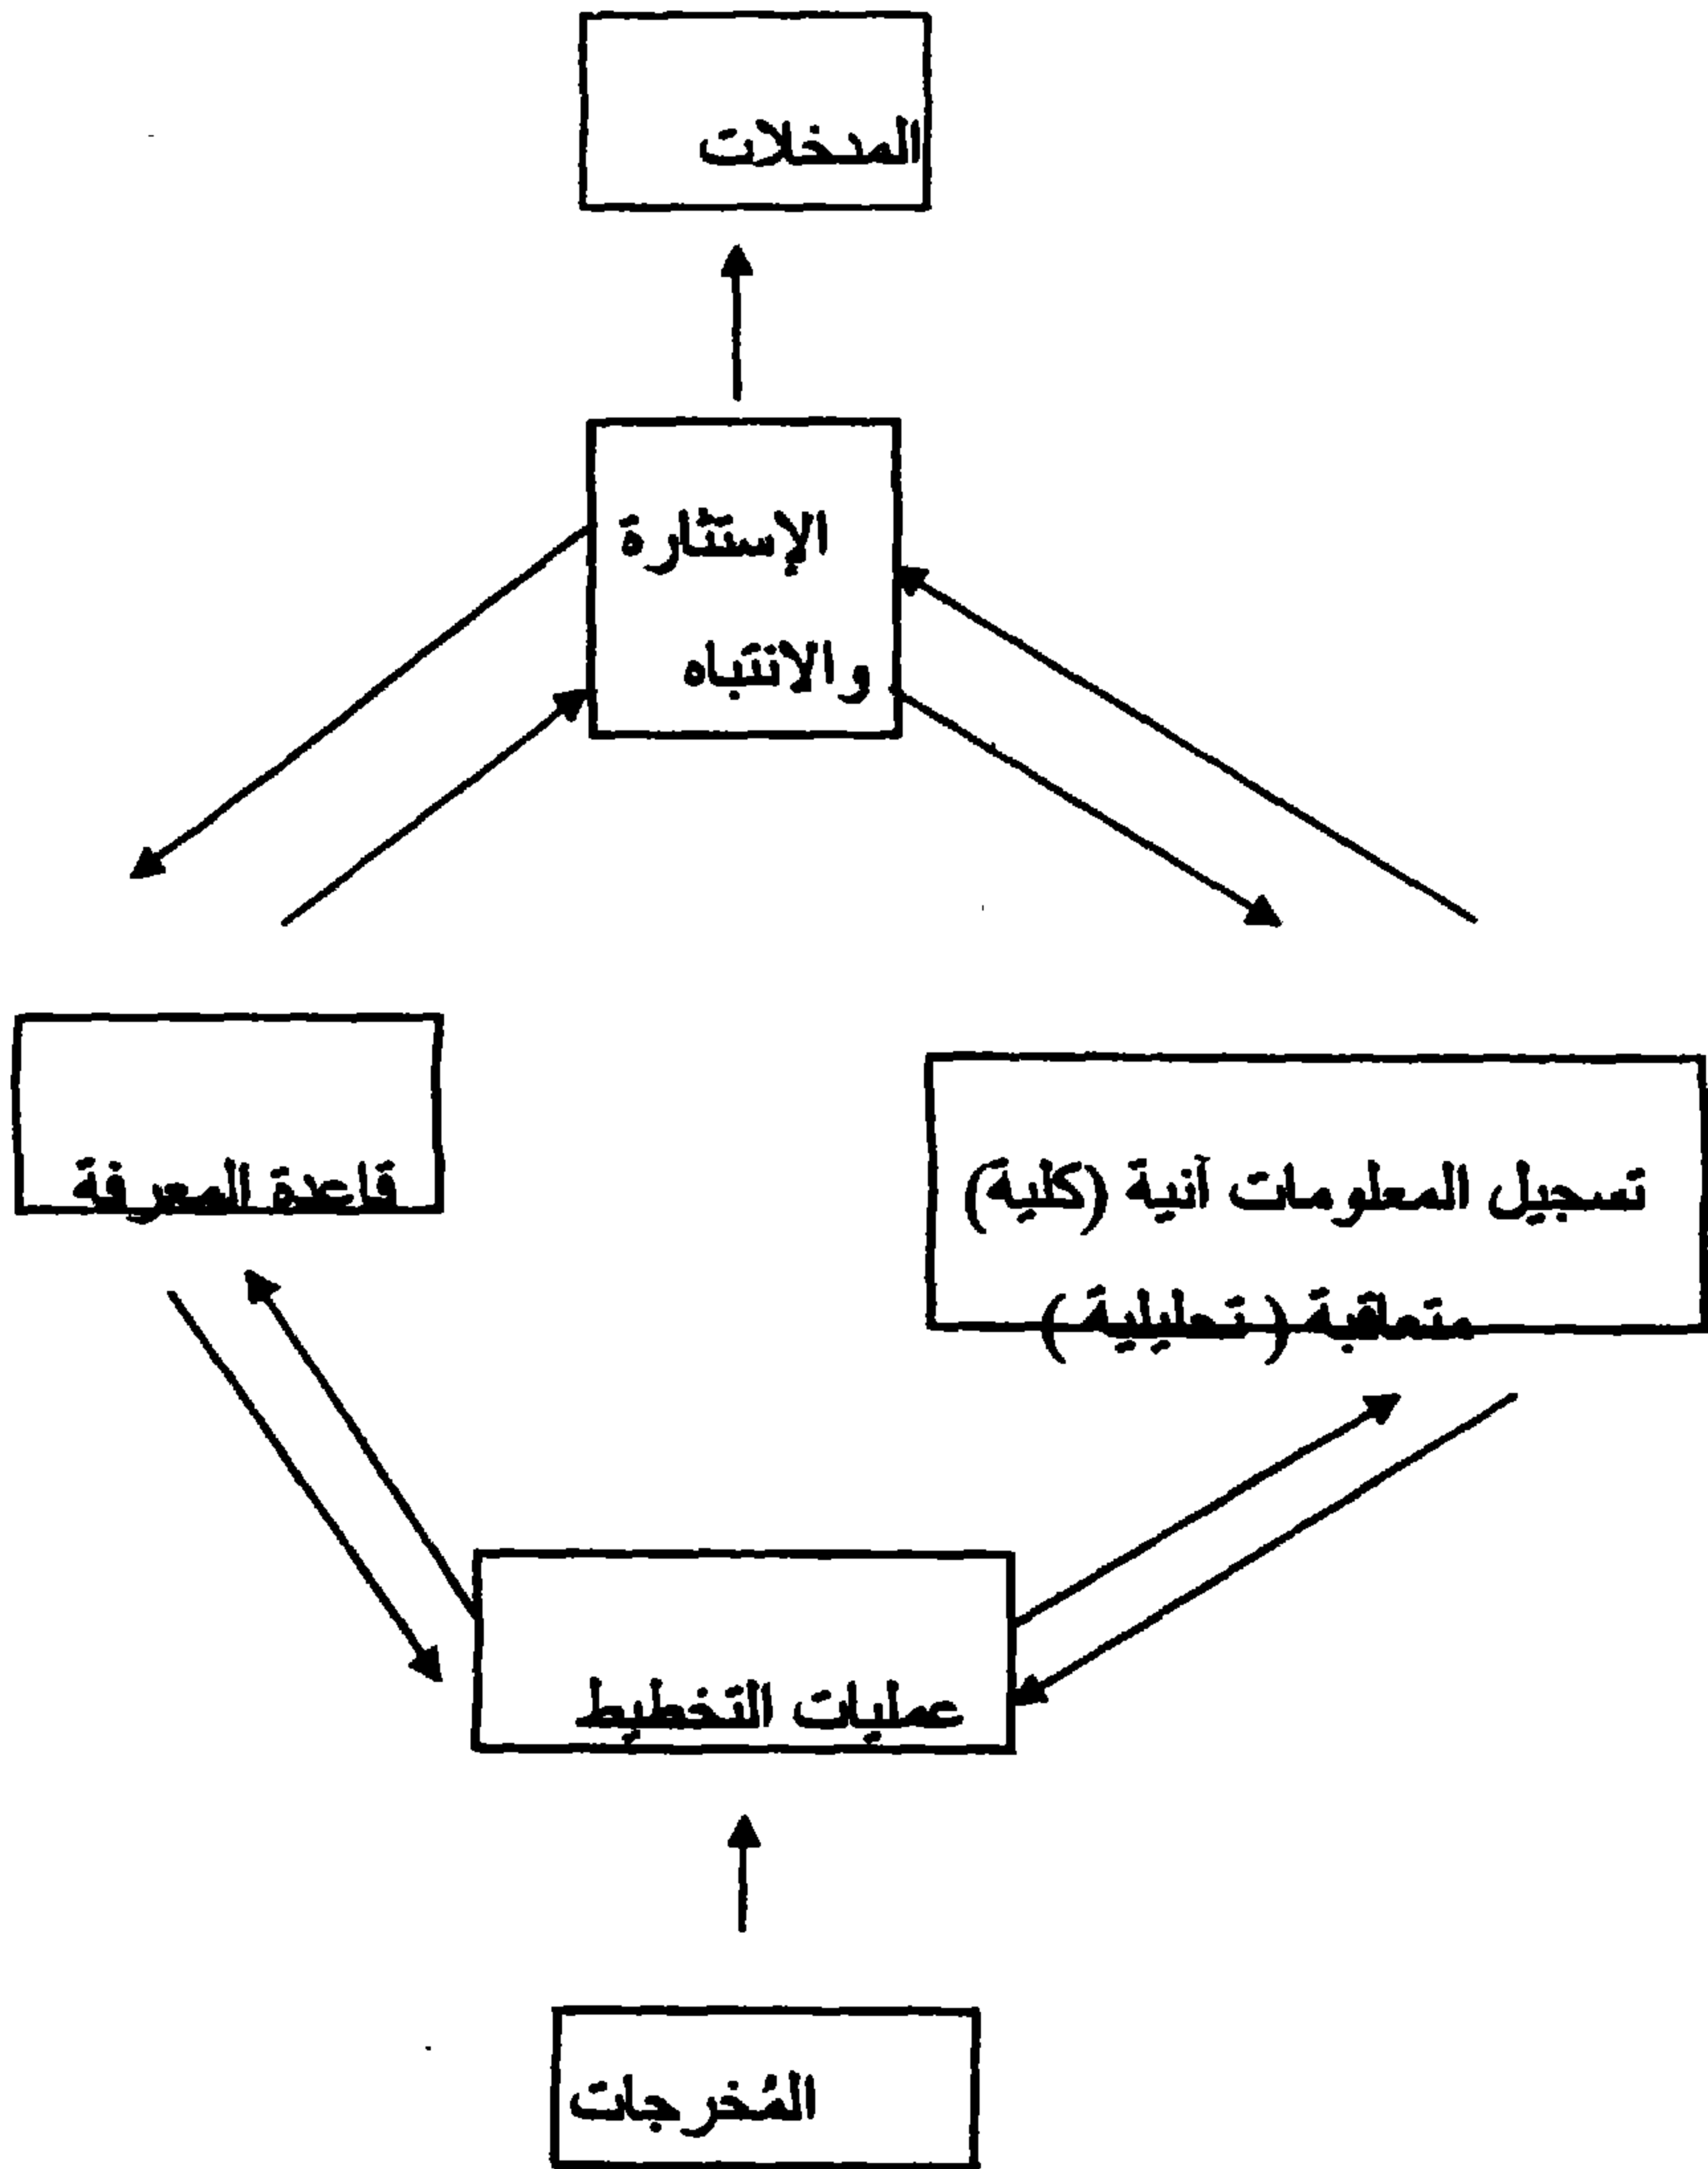 المدخلات
الإستثارة
والانتباه
تسجيل المعلومات آنية (كلية)
متعاقبة (تحليلية)
قاعدة المعرفة
عمليات التخطيط
المُخرجات